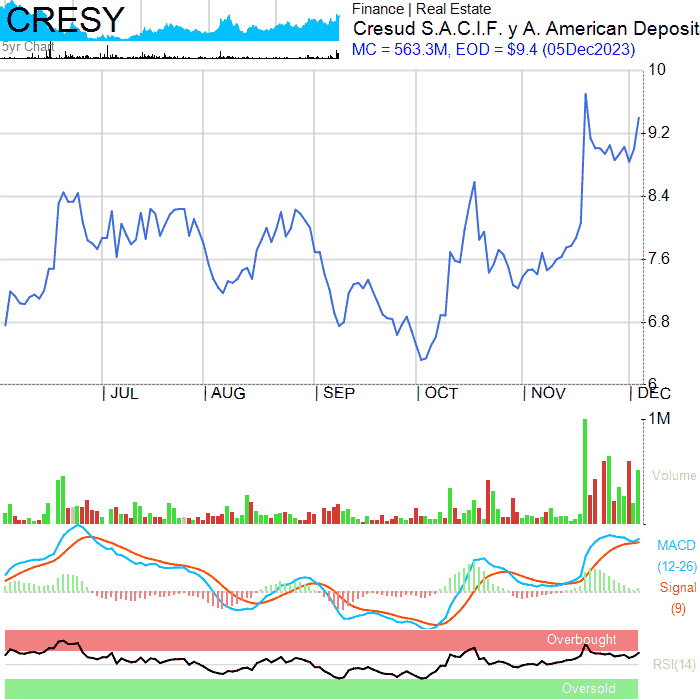 CRESY
5yr Chart
Finance | Real Estate
Cresud S.A.C.I.F. y A. American Deposit
MC = 563.3M, EOD = $9.4 (05Dec2023)
10
9.2
8.4
7.6
6.8
6
| JUL | AUG | SEP | OCT | NOV | DEC
1M
Volume
MACD
(12-26)
Signal
(9)
Overbought
RSI(14)
Oversold